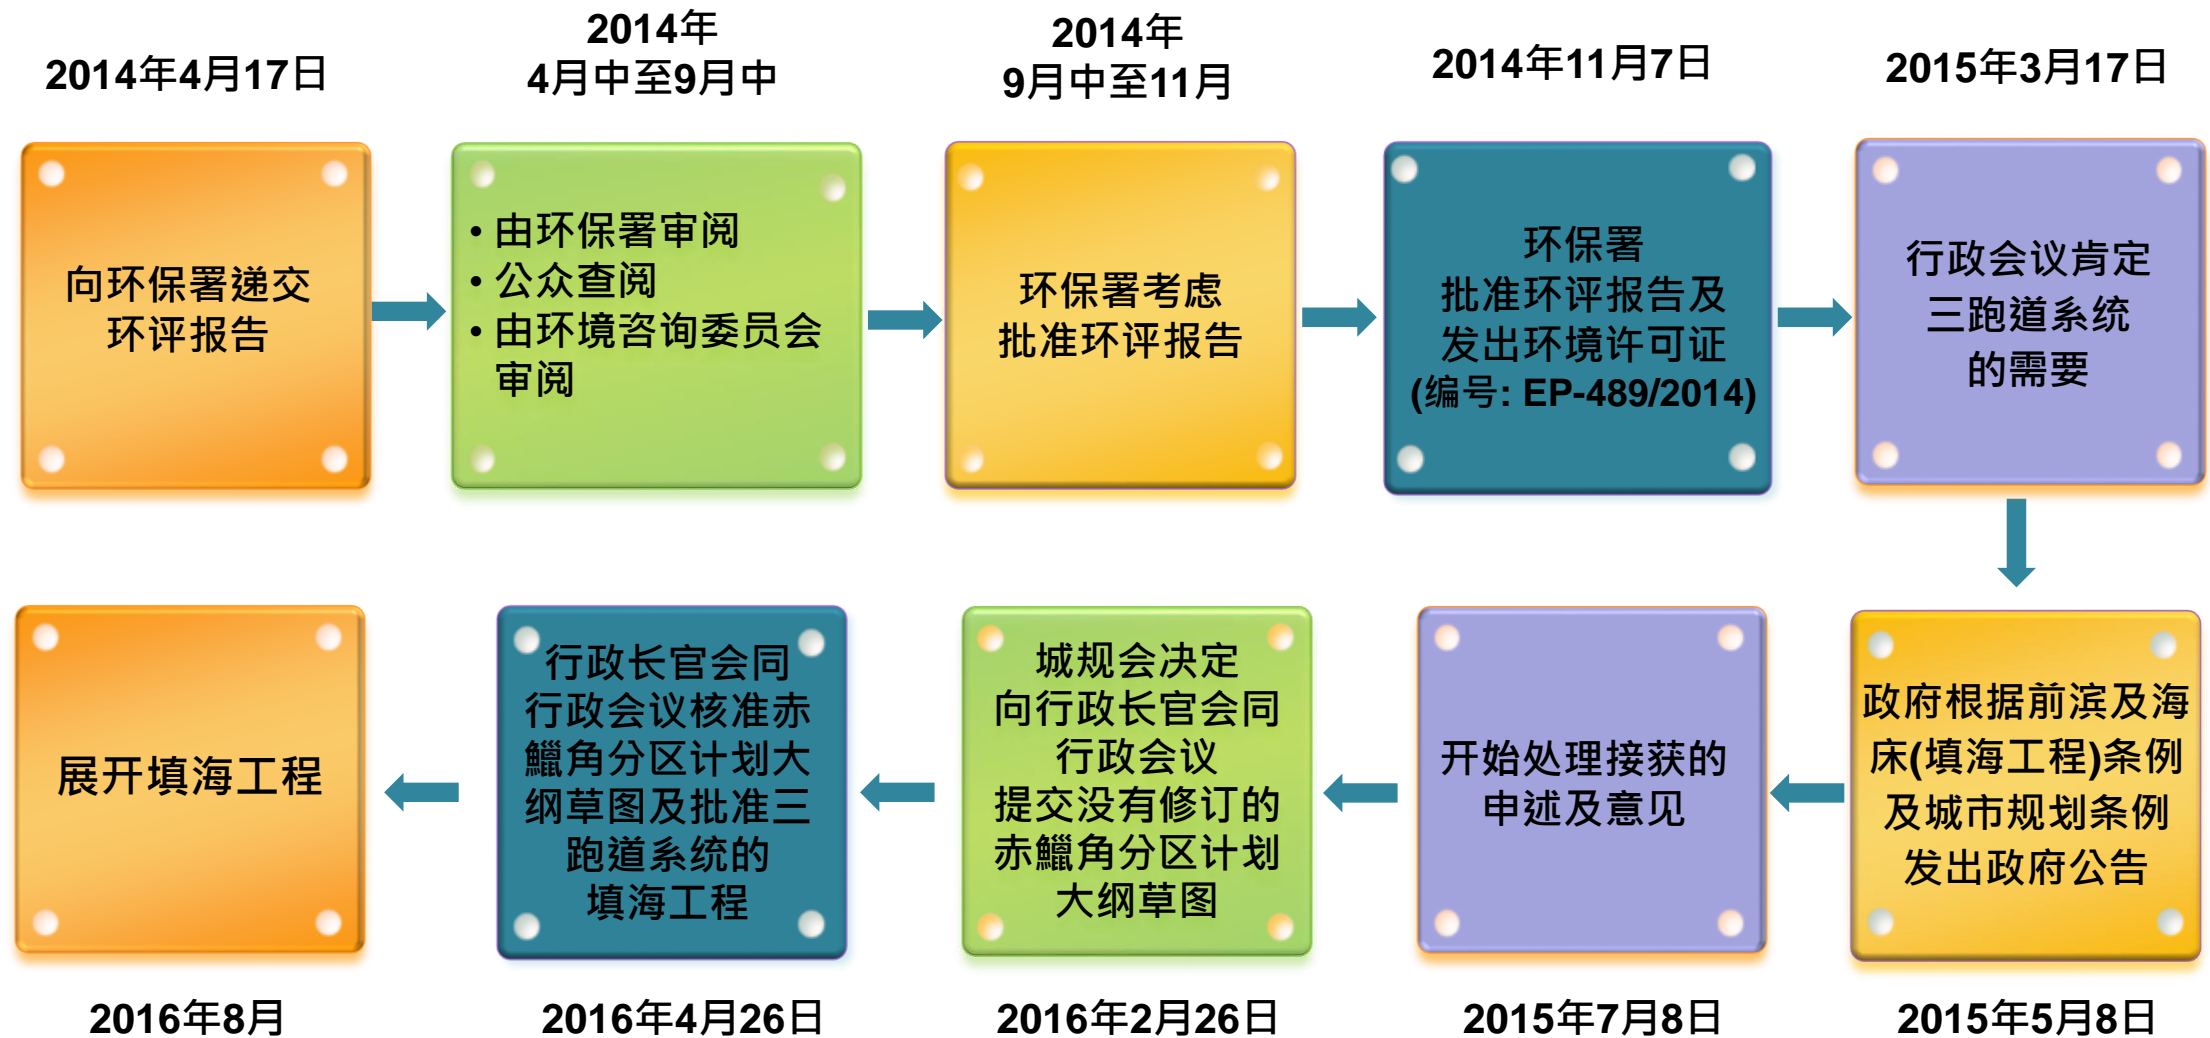 2014年4月17日
向环保署递交
环评报告
2014年
4月中至9月中
• 由环保署审阅
• 公众查阅
• 由环境咨询委员会
审阅
2014年
9月中至11月
环保署考虑
批准环评报告
2014年11月7日
环保署
批准环评报告及
发出环境许可证
(编号: EP-489/2014)
2015年3月17日
行政会议肯定
三跑道系统
的需要
政府根据前滨及海
床(填海工程)条例
及城市规划条例
发出政府公告
2015年5月8日
开始处理接获的
申述及意见
2015年7月8日
城规会决定
向行政长官会同
行政会议
提交没有修订的
赤鱲角分区计划
大纲草图
2016年2月26日
行政长官会同
行政会议核准赤
鱲角分区计划大
纲草图及批准三
跑道系统的
填海工程
2016年4月26日
展开填海工程
2016年8月